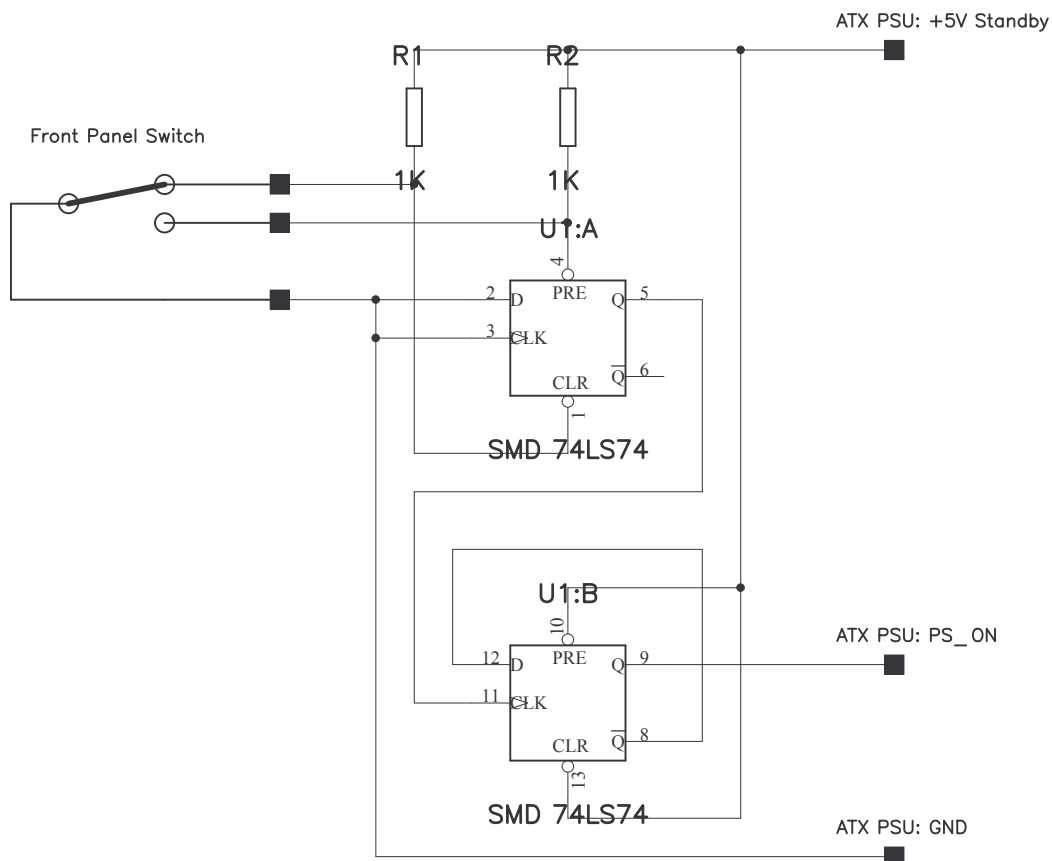 ATX PSU: +5V Standby
R1
R2
Front Panel Switch
1K
1K
U1:A
4
2
D
PRE
Q
5
3
CLK
CLR
Q
6
1
SMD 74LS74
U1:B
10
ATX PSU: PS_ON
12
D
PRE
Q
9
11
CLK
CLR
Q
8
13
SMD 74LS74
ATX PSU: GND